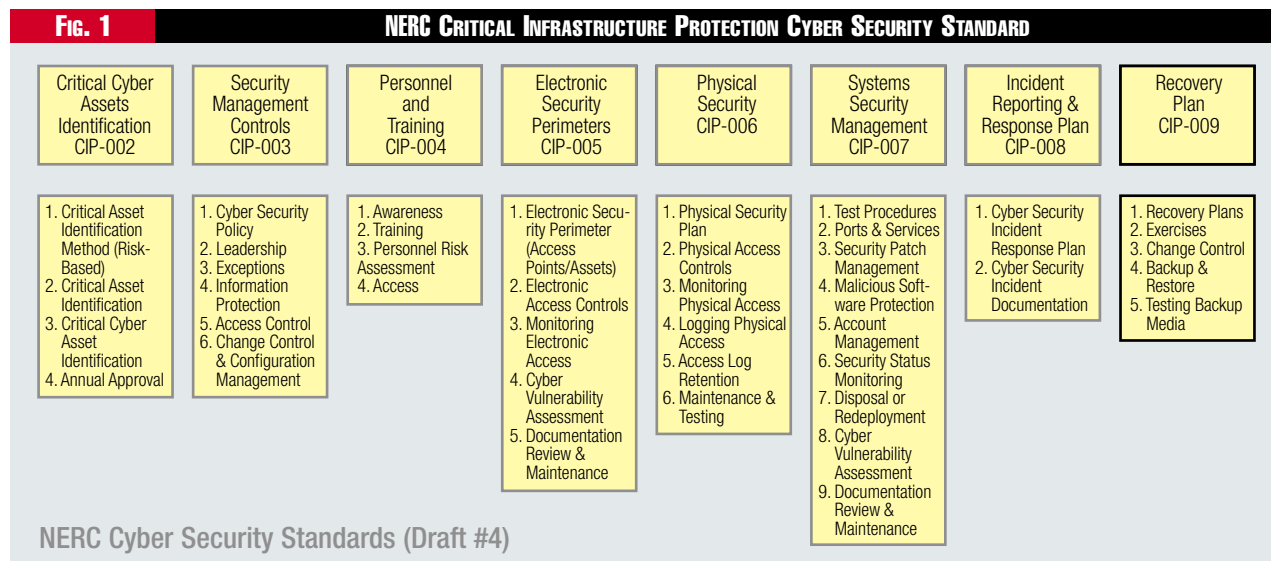 FIG. 1
NERC CRITICAL INFRASTRUCTURE PROTECTION CYBER SECURITY STANDARD
Critical Cyber
Assets
Identification
CIP-002
Security
Management
Controls
CIP-003
Personnel
and
Training
CIP-004
Electronic
Security
Perimeters
CIP-005
Physical
Security
CIP-006
Systems
Security
Management
CIP-007
Incident
Reporting &
Response Plan
CIP-008
Recovery
Plan
CIP-009
1. Critical Asset
Identification
Method (Risk-
Based)
2. Critical Asset
Identification
3. Critical Cyber
Asset
Identification
4. Annual Approval
1. Cyber Security
Policy
2. Leadership
3. Exceptions
4. Information
Protection
5. Access Control
6. Change Control
& Configuration
Management
1. Awareness
2. Training
3. Personnel Risk
Assessment
4. Access
1. Electronic Secu-
rity Perimeter
(Access
Points/Assets)
2. Electronic
Access Controls
3. Monitoring
Electronic
Access
4. Cyber
Vulnerability
Assessment
5. Documentation
Review &
Maintenance
1. Physical Security
Plan
2. Physical Access
Controls
3. Monitoring
Physical Access
4. Logging Physical
Access
5. Access Log
Retention
6. Maintenance &
Testing
1. Test Procedures
2. Ports & Services
3. Security Patch
Management
4. Malicious Soft-
ware Protection
5. Account
Management
6. Security Status
Monitoring
7. Disposal or
Redeployment
8. Cyber
Vulnerability
Assessment
9. Documentation
Review &
Maintenance
1. Cyber Security
Incident
Response Plan
2. Cyber Security
Incident
Documentation
1. Recovery Plans
2. Exercises
3. Change Control
4. Backup &
Restore
5. Testing Backup
Media
NERC Cyber Security Standards (Draft #4)